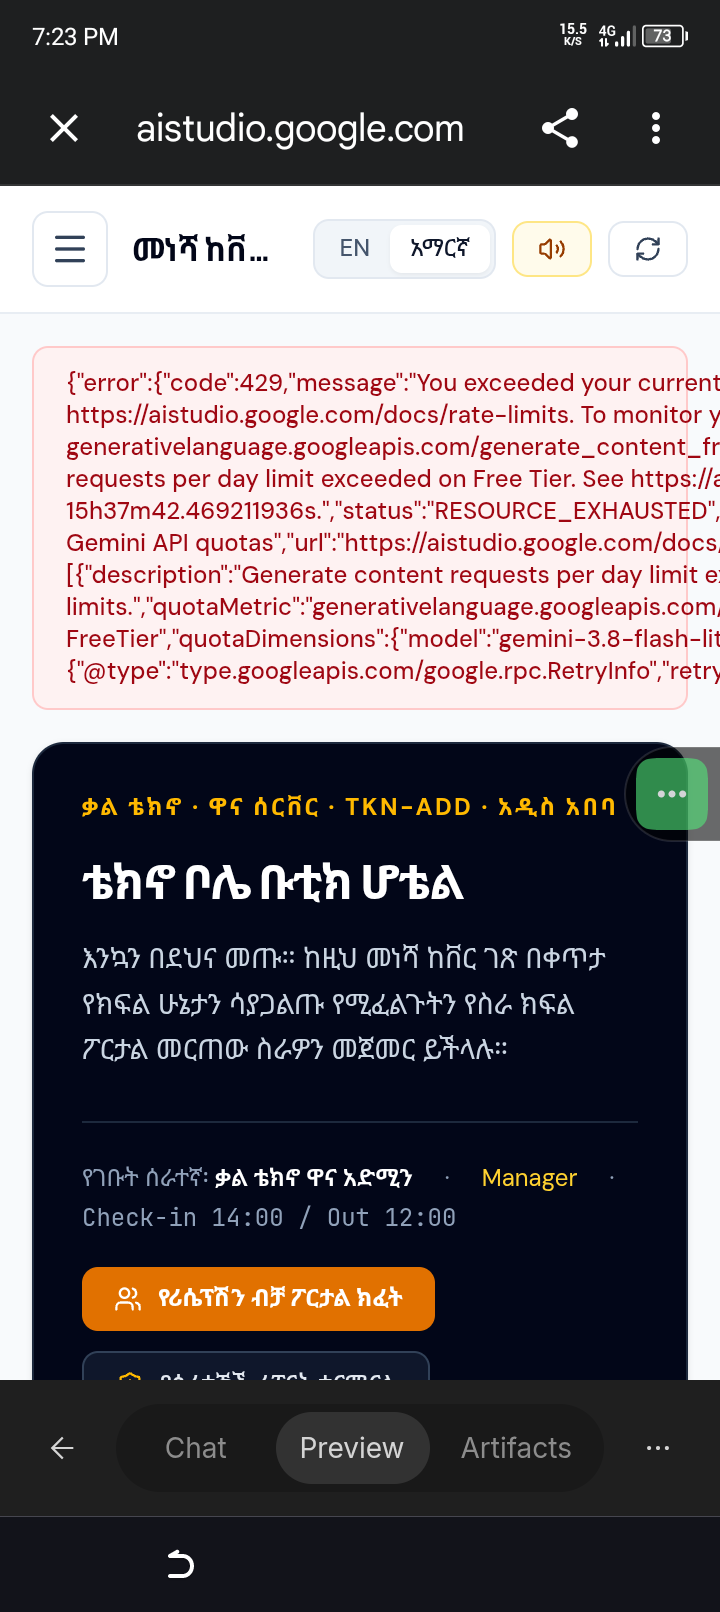 7:23 PM
15.5
K/S
4G
73
aistudio.google.com
መነሻ ከቨ...
EN
አማርኛ
{"error":{"code":429,"message":"You exceeded your current
https://aistudio.google.com/docs/rate-limits. To monitor y
generativelanguage.googleapis.com/generate_content_fr
requests per day limit exceeded on Free Tier. See https://a
15h37m42.469211936s.","status":"RESOURCE_EXHAUSTED",
Gemini API quotas","url":"https://aistudio.google.com/docs/
[{"description":"Generate content requests per day limit e
limits.","quotaMetric":"generativelanguage.googleapis.com/
FreeTier","quotaDimensions":{"model":"gemini-3.8-flash-lit
{"@type":"type.googleapis.com/google.rpc.RetryInfo","retry
ቃል ቴክኖ · ዋና ሰርቨር · TKN-ADD · አዲስ አበባ
ቴክኖ ቦሌ ቡቲክ ሆቴል
እንኳን በደህና መጡ። ከዚህ መነሻ ከቨር ገጽ በቀጥታ
የክፍል ሁኔታን ሳያጋልጡ የሚፈልጉትን የስራ ክፍል
ፖርታል መርጠው ስራዎን መጀመር ይችላሉ።
የገቡት ሰራተኛ: ቃል ቴክኖ ዋና አድሚን · Manager ·
Check-in 14:00 / Out 12:00
የሪሴፕሽን ብቻ ፖርታል ክፈት
Chat
Preview
Artifacts